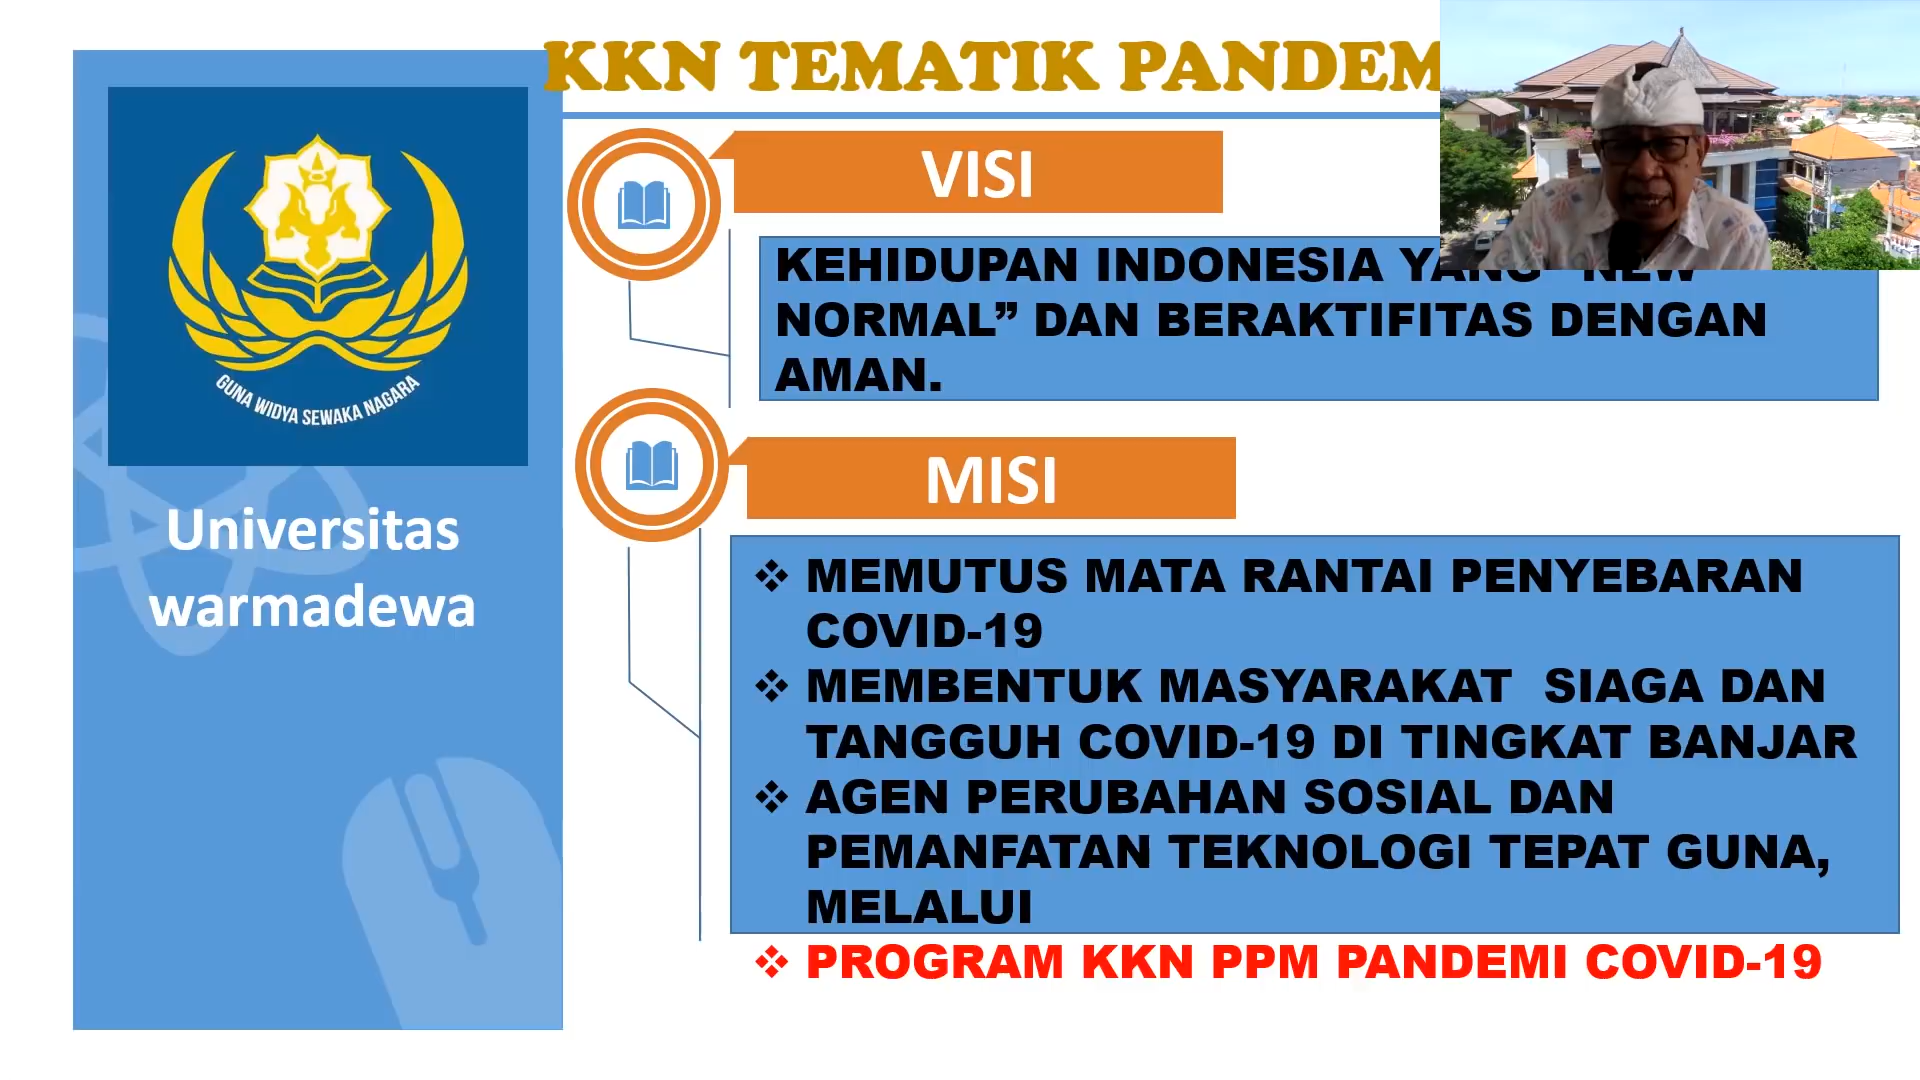 KKN TEMATIK PANDEM
VISI
KEHIDUPAN INDONESIA YANG “NEW
NORMAL” DAN BERAKTIFITAS DENGAN
AMAN.
MISI
❖ MEMUTUS MATA RANTAI PENYEBARAN
COVID-19
❖ MEMBENTUK MASYARAKAT SIAGA DAN
TANGGUH COVID-19 DI TINGKAT BANJAR
❖ AGEN PERUBAHAN SOSIAL DAN
PEMANFATAN TEKNOLOGI TEPAT GUNA,
MELALUI
❖ PROGRAM KKN PPM PANDEMI COVID-19
GUNA WIDYA SEWAKA NAGARA
Universitas
warmadewa